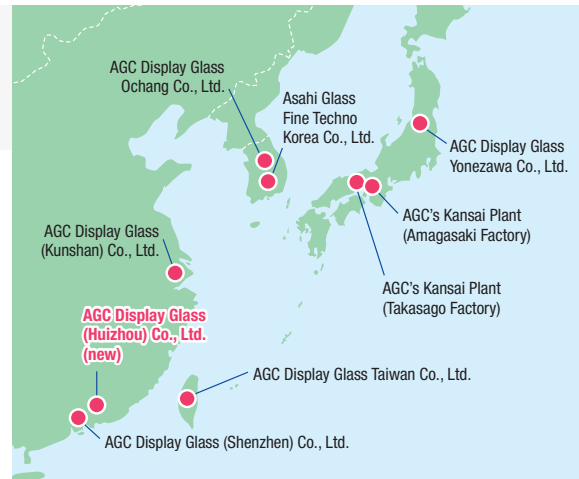 AGC Display Glass
Ochang Co., Ltd.
Asahi Glass
Fine Techno
Korea Co., Ltd.
AGC Display Glass
Yonezawa Co., Ltd.
AGC's Kansai Plant
(Amagasaki Factory)
AGC Display Glass
(Kunshan) Co., Ltd.
AGC's Kansai Plant
(Takasago Factory)
AGC Display Glass
(Huizhou) Co., Ltd.
(new)
AGC Display Glass Taiwan Co., Ltd.
AGC Display Glass (Shenzhen) Co., Ltd.